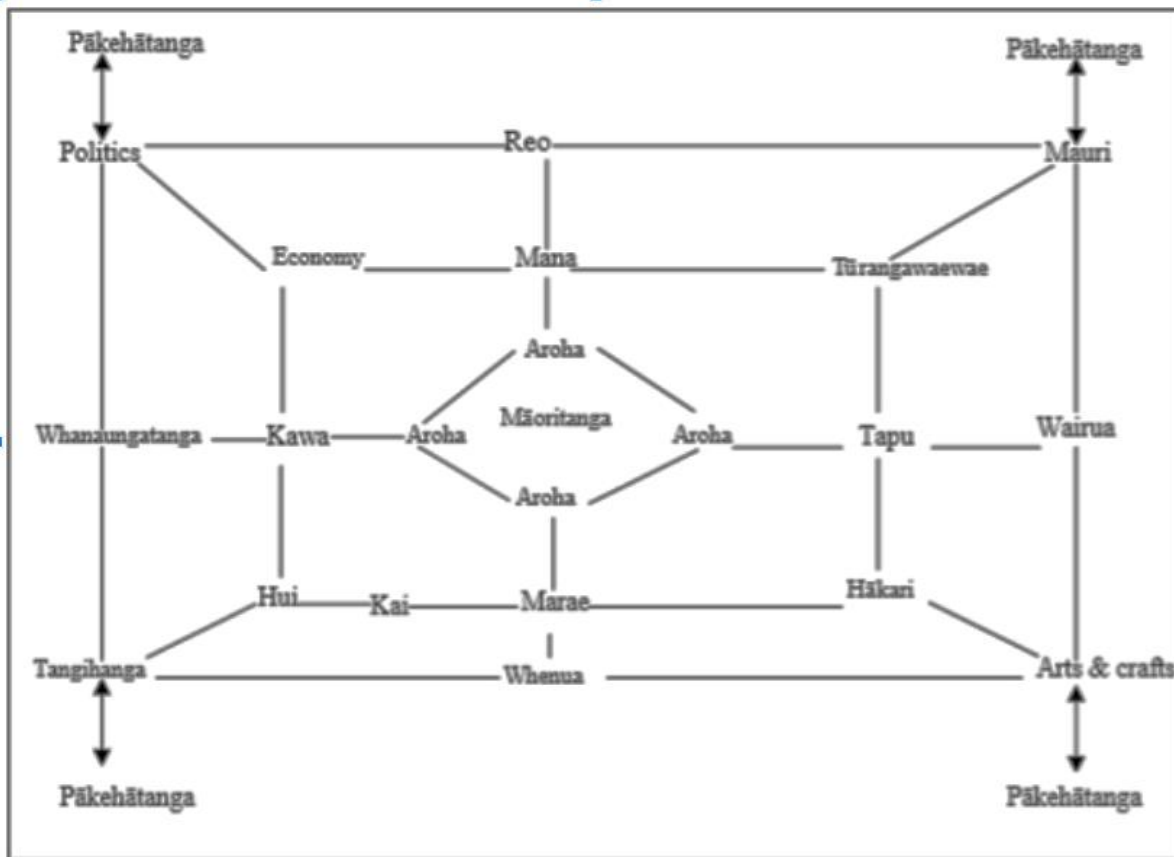 Pākehātanga Pākehātanga
Politics Reo Mauri
Economy Mana Tūrangawaewae
Aroha
Māoritanga
Whanaungatanga Kawa Aroha Aroha Tapu Wairua
Aroha
Hui Kai Marae Hākari
Tangihanga Whenua Arts & crafts
Pākehātanga Pākehātanga